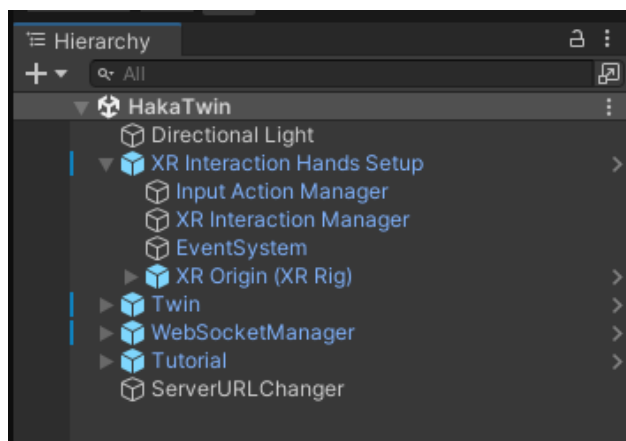 Hierarchy
All
HakaTwin
Directional Light
XR Interaction Hands Setup
Input Action Manager
XR Interaction Manager
EventSystem
XR Origin (XR Rig)
Twin
WebSocketManager
Tutorial
ServerURLChanger